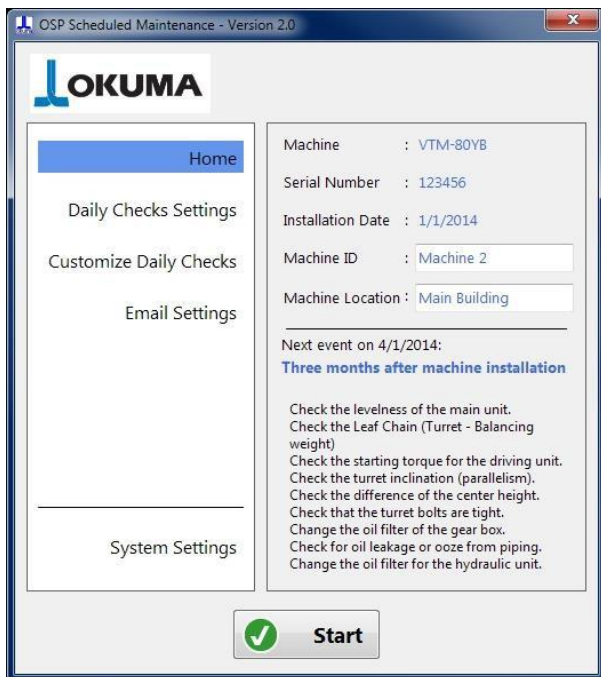 OSP Scheduled Maintenance - Version 2.0
OKUMA
Home
Daily Checks Settings
Customize Daily Checks
Email Settings
System Settings
Machine : VTM-80YB
Serial Number : 123456
Installation Date : 1/1/2014
Machine ID : Machine 2
Machine Location : Main Building
Next event on 4/1/2014:
Three months after machine installation
Check the levelness of the main unit.
Check the Leaf Chain (Turret - Balancing
weight)
Check the starting torque for the driving unit.
Check the turret inclination (parallelism).
Check the difference of the center height.
Check that the turret bolts are tight.
Change the oil filter of the gear box.
Check for oil leakage or ooze from piping.
Change the oil filter for the hydraulic unit.
Start